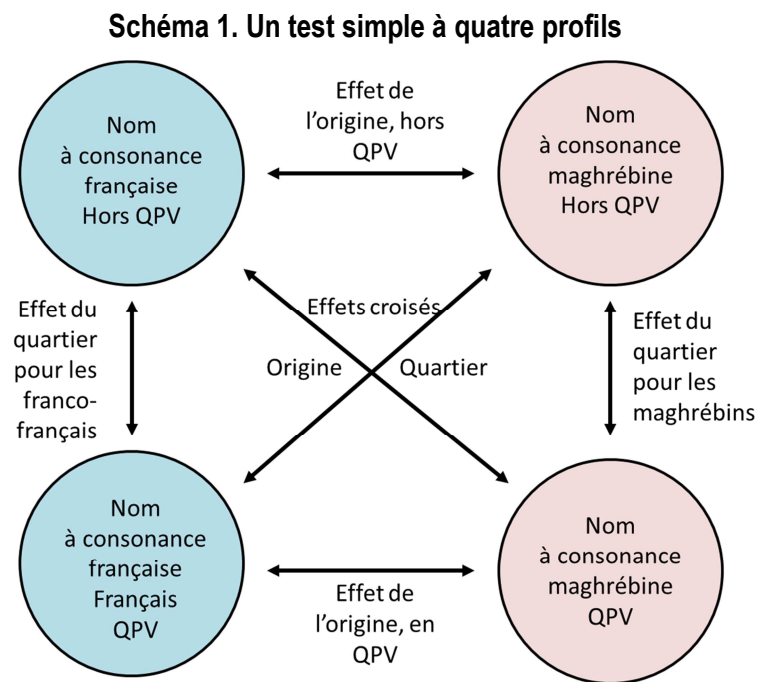 Schéma 1. Un test simple à quatre profils
Nom
à consonance
française
Hors QPV
Effet de
l'origine, hors
QPV
Nom
à consonance
maghrébine
Hors QPV
Effet du
quartier
pour les
franco-
français
Effets croisés
Origine
Quartier
Effet du
quartier
pour les
maghrébins
Nom
à consonance
française
Français
QPV
Effet de
l'origine, en
QPV
Nom
à consonance
maghrébine
QPV